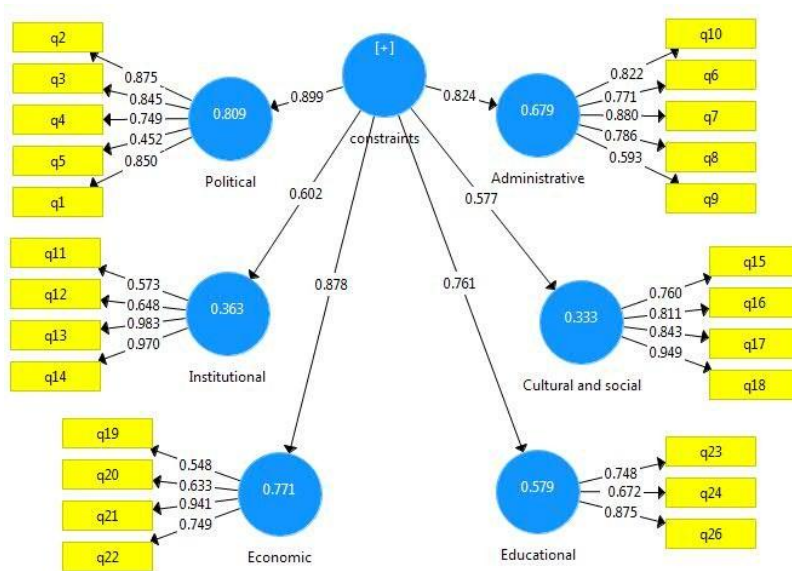 q2
q3
q4
q5
q1
0.875
0.845
0.749
0.452
0.850
0.809
Political
0.899
[+]
constraints
0.824
0.679
Administrative
0.822
0.771
0.880
0.786
0.593
q10
q6
q7
q8
q9
0.602
0.878
0.761
0.577
q11
q12
q13
q14
0.573
0.648
0.983
0.970
0.363
Institutional
0.333
Cultural and social
0.760
0.811
0.843
0.949
q15
q16
q17
q18
q19
q20
q21
q22
0.548
0.633
0.941
0.749
0.771
Economic
0.579
Educational
0.748
0.672
0.875
q23
q24
q26